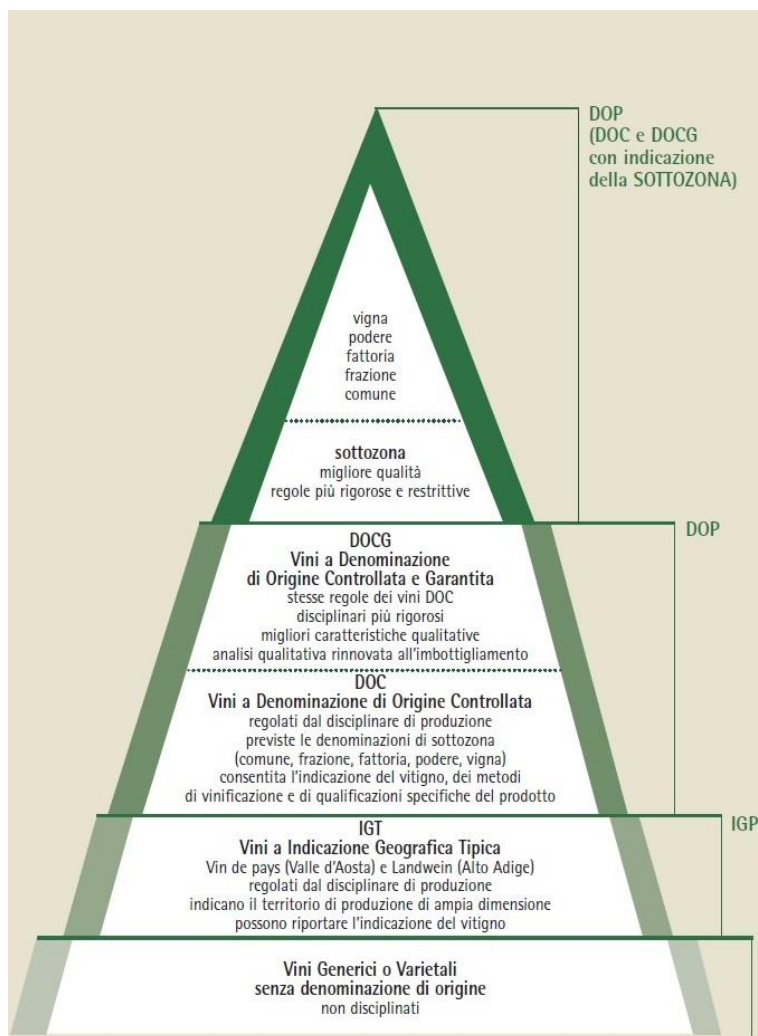 DOP
(DOC e DOCG
con indicazione
della SOTTOZONA)
vigna
podere
fattoria
frazione
comune
sottozona
migliore qualità
regole più rigorose e restrittive
DOP
DOCG
Vini a Denominazione
di Origine Controllata e Garantita
stesse regole dei vini DOC
disciplinari più rigorosi
migliori caratteristiche qualitative
analisi qualitativa rinnovata all'imbottigliamento
DOC
Vini a Denominazione di Origine Controllata
regolati dal disciplinare di produzione
previste le denominazioni di sottozona
(comune, frazione, fattoria, podere, vigna)
consentita l'indicazione del vitigno, dei metodi
di vinificazione e di qualificazioni specifiche del prodotto
IGP
IGT
Vini a Indicazione Geografica Tipica
Vin de pays (Valle d'Aosta) e Landwein (Alto Adige)
regolati dal disciplinare di produzione
indicano il territorio di produzione di ampia dimensione
possono riportare l'indicazione del vitigno
Vini Generici o Varietali
senza denominazione di origine
non disciplinati